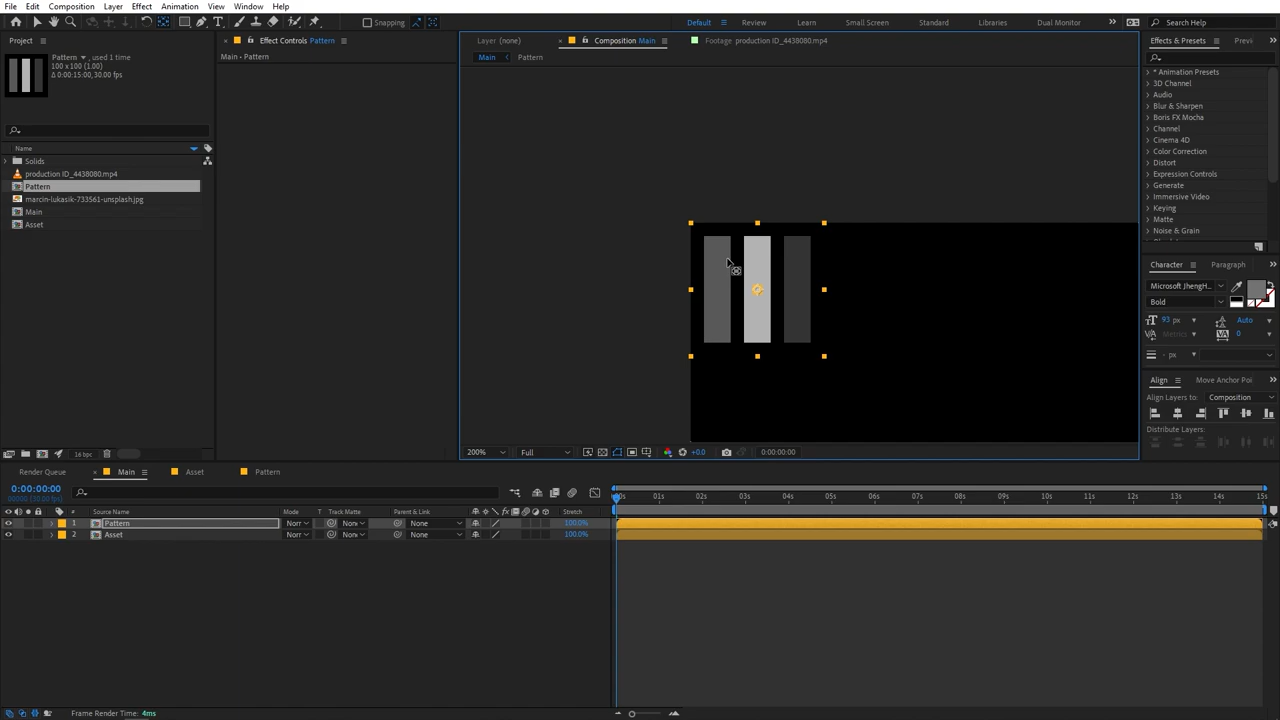 File Edit Composition Layer Effect Animation View Window Help
Snapping
Default Review Learn Small Screen Standard Libraries Dual Monitor Search Help
Project
Effect Controls Pattern
Layer (none)
Composition Main
Footage production ID_4438080.mp4
Effects & Presets
Previ
Pattern , used 1 time
100 x 100 (1.00)
Δ 0:00:15:00, 30.00 fps
Main • Pattern
Main
Pattern
Name
Solids
production ID_4438080.mp4
Pattern
marcin-lukasik-733561-unsplash.jpg
Main
Asset
* Animation Presets
3D Channel
Audio
Blur & Sharpen
Boris FX Mocha
Channel
Cinema 4D
Color Correction
Distort
Expression Controls
Generate
Immersive Video
Keying
Matte
Noise & Grain
Character
Paragraph
Microsoft JhengH...
Bold
93 px
Auto
Metrics
0
- px
Align
Move Anchor Poi
Align Layers to: Composition
Distribute Layers:
16 bpc
200%
Full
+0.0
0:00:00:00
Render Queue
Main
Asset
Pattern
0:00:00:00
00000 (30.00 fps)
# Source Name Mode T Track Matte Parent & Link fx Stretch
1 Pattern Norr Non None 100.0%
2 Asset Norr Non None 100.0%
00s 01s 02s 03s 04s 05s 06s 07s 08s 09s 10s 11s 12s 13s 14s 15s
Frame Render Time: 4ms